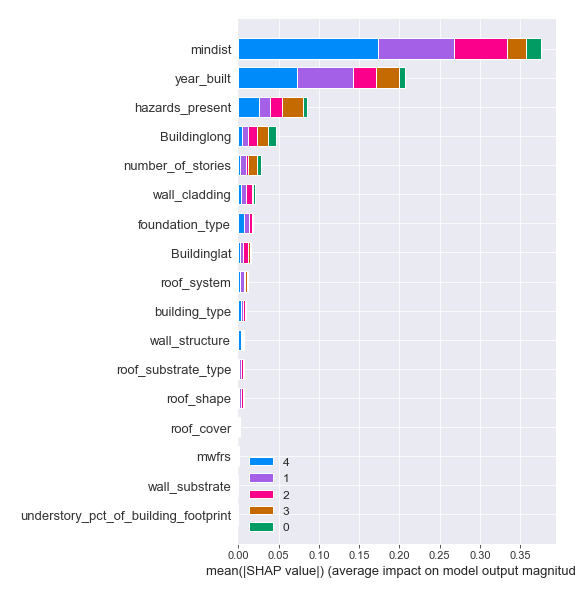 mindist
year_built
hazards_present
Buildinglong
number_of_stories
wall_cladding
foundation_type
Buildinglat
roof_system
building_type
wall_structure
roof_substrate_type
roof_shape
roof_cover
mwfrs
wall_substrate
understory_pct_of_building_footprint
4
1
2
3
0
0.00 0.05 0.10 0.15 0.20 0.25 0.30 0.35
mean(|SHAP value|) (average impact on model output magnitud